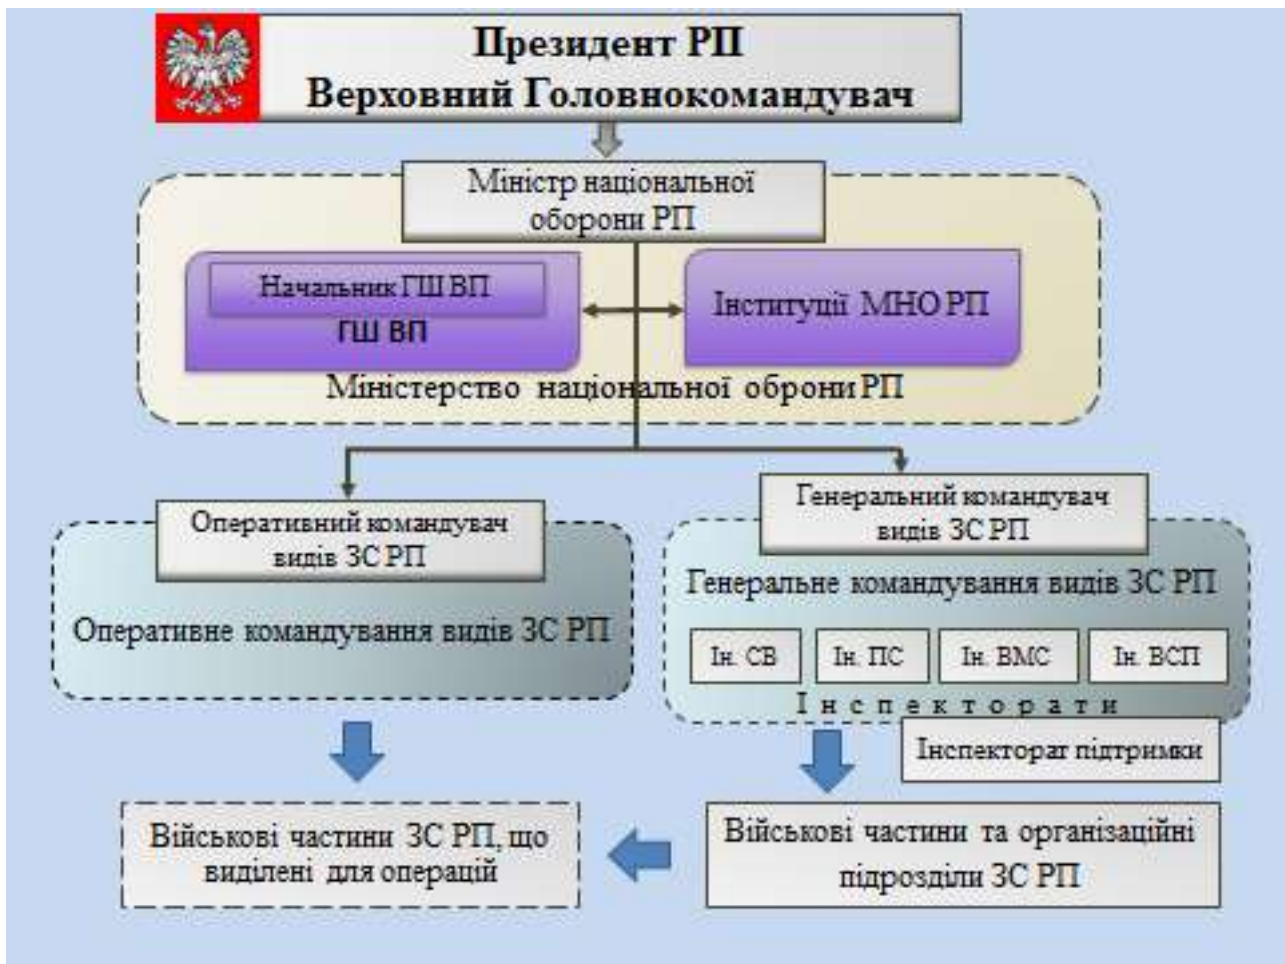 Президент РП
Верховний Головнокомандувач
Міністр національної
оборони РП
Начальник ГШ ВП
ГШ ВП
Інституції МНО РП
Міністерство національної оброни РП
Оперативний командувач
видів ЗС РП
Оперативне командування видів ЗС РП
Генеральний командувач
видів ЗС РП
Генеральне командування видів ЗС РП
Ін. СВ
Ін. ПС
Ін. ВМС
Ін. ВСП
І н с п е к т о р а т и
Інспекторат підтримки
Військові частини ЗС РП, що
виділені для операцій
Військові частини та організаційні
підрозділи ЗС РП